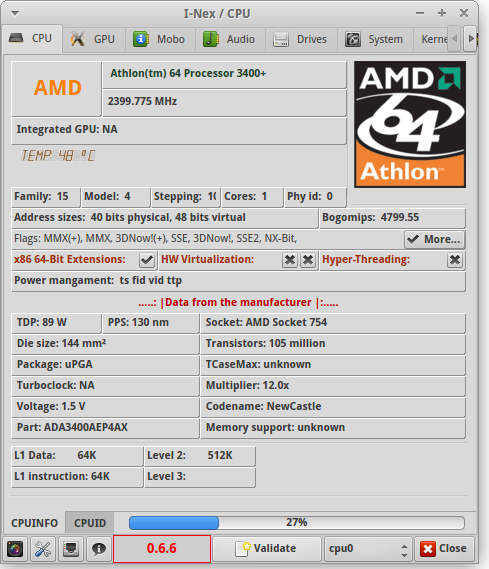 I-Nex / CPU
CPU GPU Mobo Audio Drives System Kerne
AMD
Athlon(tm) 64 Processor 3400+
2399.775 MHz
Integrated GPU: NA
TEMP: 48 °C
AMD
64
Athlon™
Family: 15 Model: 4 Stepping: 10 Cores: 1 Phy id: 0
Address sizes: 40 bits physical, 48 bits virtual Bogomips: 4799.55
Flags: MMX(+), MMX, 3DNow!(+), SSE, 3DNow!, SSE2, NX-Bit, More...
x86 64-Bit Extensions: HW Virtualization: Hyper-Threading:
Power mangament: ts fid vid ttp
.....: |Data from the manufacturer |:.....
TDP: 89 W PPS: 130 nm Socket: AMD Socket 754
Die size: 144 mm² Transistors: 105 million
Package: uPGA TCaseMax: unknown
Turboclock: NA Multiplier: 12.0x
Voltage: 1.5 V Codename: NewCastle
Part: ADA3400AEP4AX Memory support: unknown
L1 Data: 64K Level 2: 512K
L1 instruction: 64K Level 3:
CPUINFO CPUID 27%
0.6.6 Validate cpu0 Close